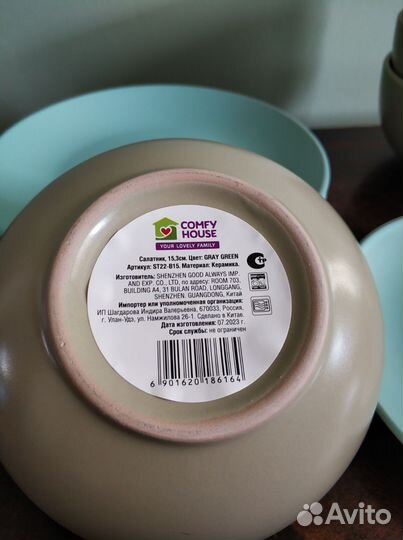 COMFY
HOUSE
YOUR LOVELY FAMILY
Салатник, 15,3см. Цвет: GRAY GREEN
Артикул: ST22-B15. Материал: Керамика.
Изготовитель: SHENZHEN GOOD ALWAYS IMP.
AND EXP. CO., LTD, по адресу: ROOM 703,
BUILDING A4, 31 BULAN ROAD, LONGGANG,
SHENZHEN, GUANGDONG, Китай
Импортер или уполномоченная организация:
ИП Шагдарова Индира Валерьевна, 670033, Россия,
г. Улан-Удэ, ул. Намжилова 26-1. Сделано в Китае.
Дата изготовления: 07.2023 г.
Срок службы: не ограничен
6 901620 186164
Avito